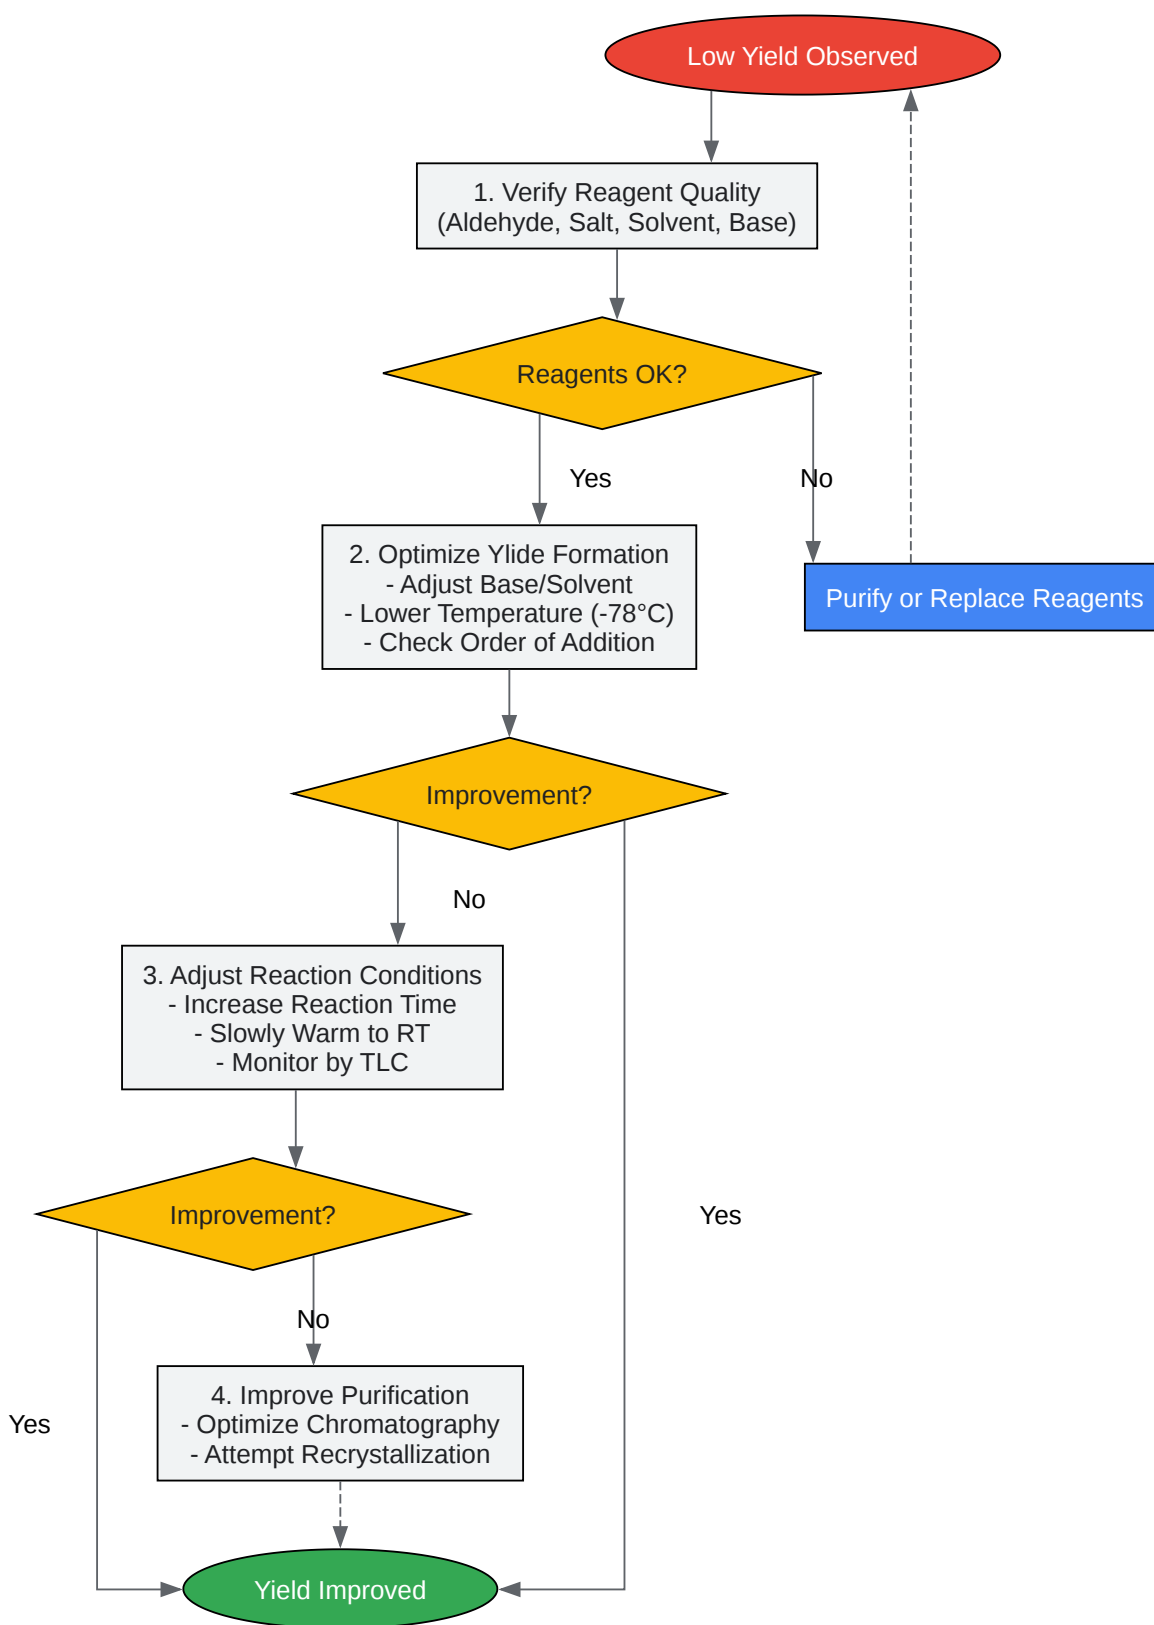 Low Yield Observed
1. Verify Reagent Quality
(Aldehyde, Salt, Solvent, Base)
Reagents OK?
Yes
No
2. Optimize Ylide Formation
- Adjust Base/Solvent
- Lower Temperature (-78°C)
- Check Order of Addition
Purify or Replace Reagents
Improvement?
No
3. Adjust Reaction Conditions
- Increase Reaction Time
- Slowly Warm to RT
- Monitor by TLC
Improvement?
Yes
No
4. Improve Purification
- Optimize Chromatography
- Attempt Recrystallization
Yes
Yield Improved